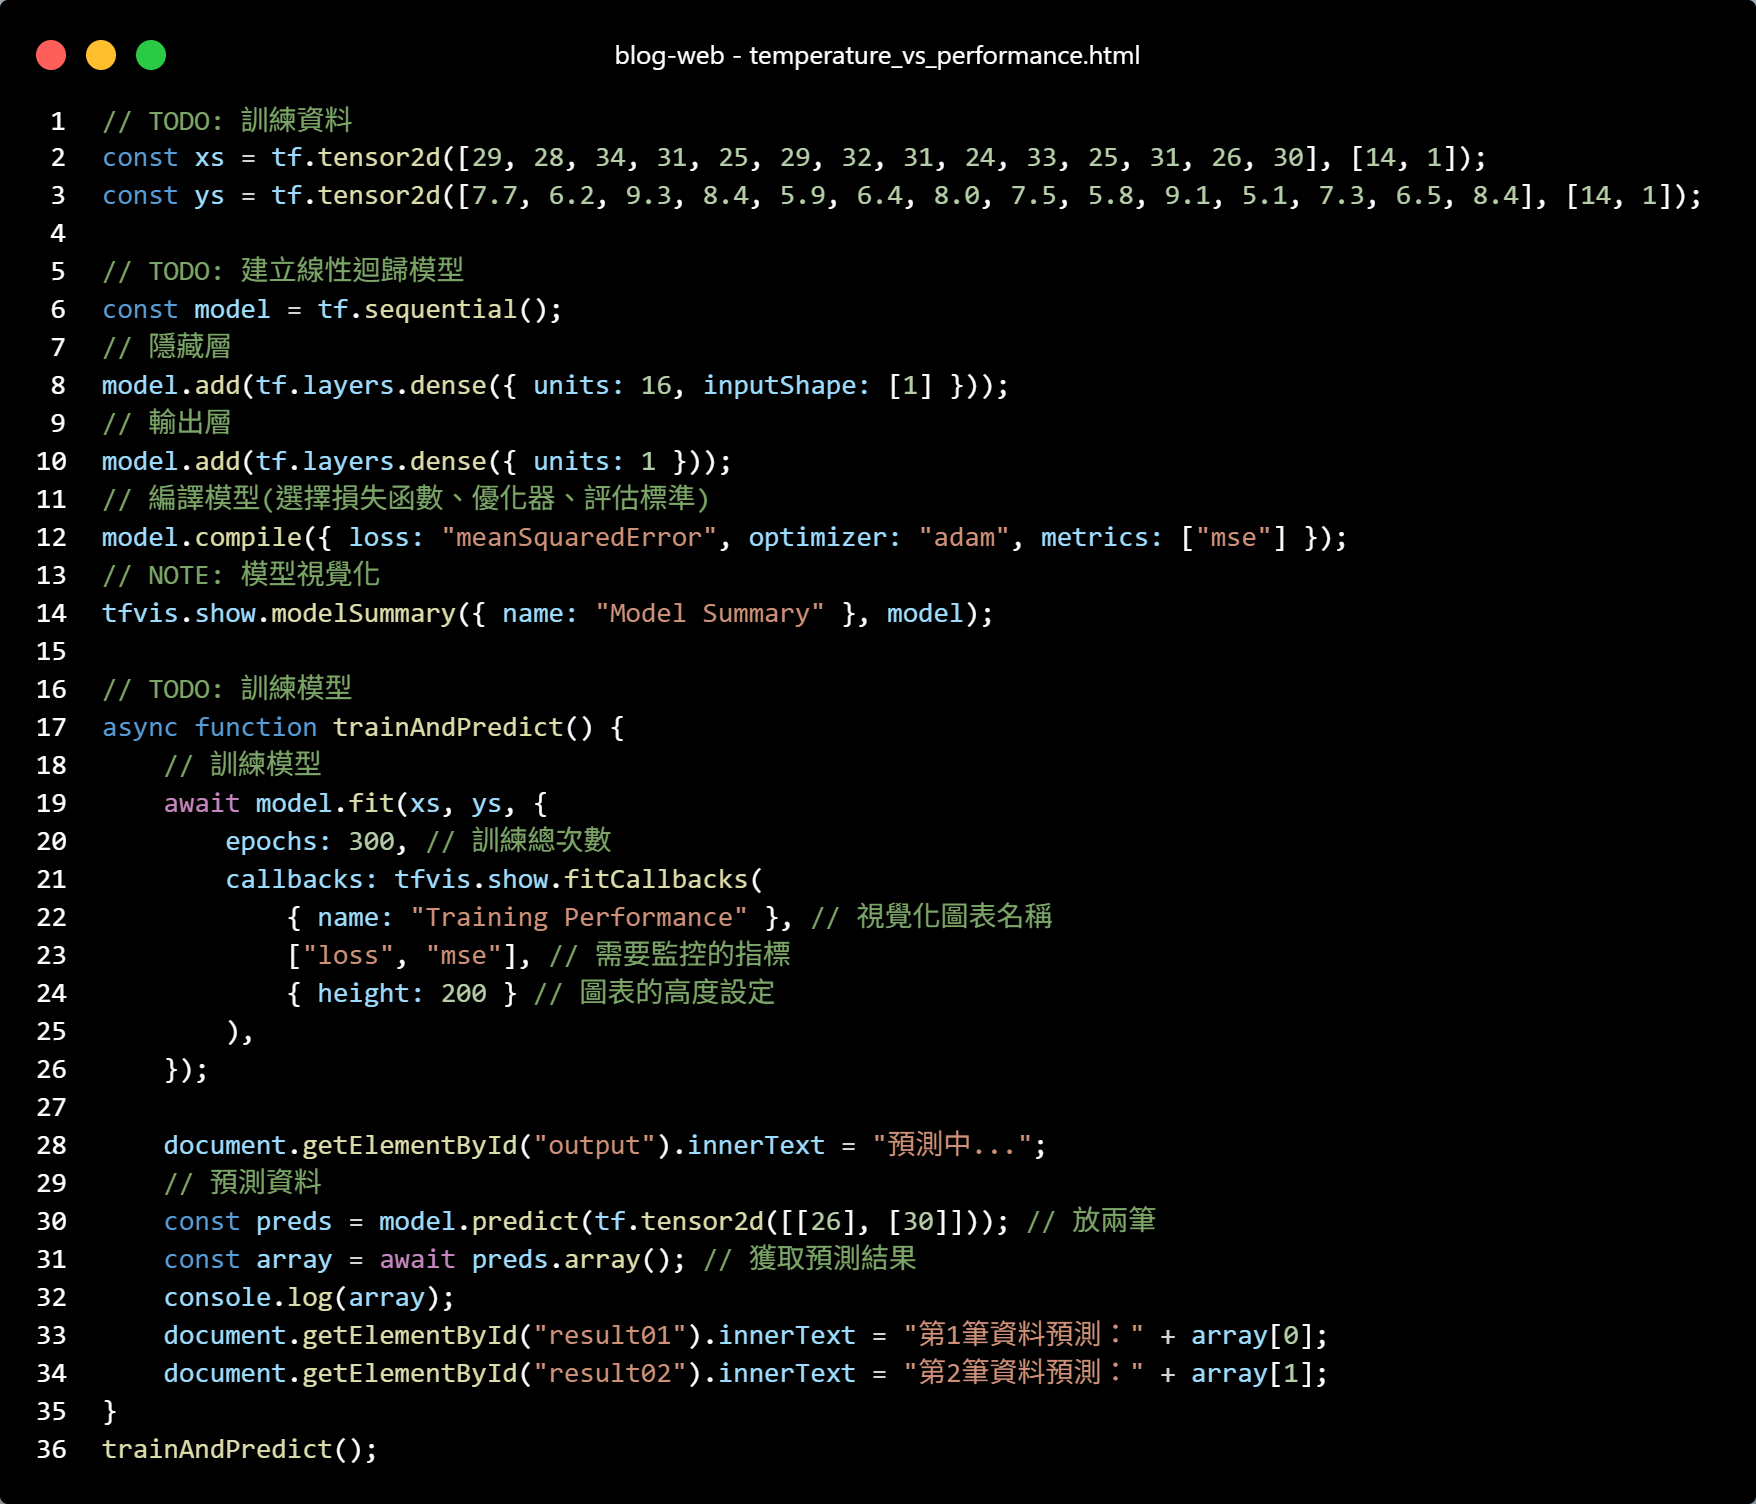 blog-web - temperature_vs_performance.html
1 // TODO: 訓練資料
2 const xs = tf.tensor2d([29, 28, 34, 31, 25, 29, 32, 31, 24, 33, 25, 31, 26, 30], [14, 1]);
3 const ys = tf.tensor2d([7.7, 6.2, 9.3, 8.4, 5.9, 6.4, 8.0, 7.5, 5.8, 9.1, 5.1, 7.3, 6.5, 8.4], [14, 1]);
4
5 // TODO: 建立線性迴歸模型
6 const model = tf.sequential();
7 // 隱藏層
8 model.add(tf.layers.dense({ units: 16, inputShape: [1] }));
9 // 輸出層
10 model.add(tf.layers.dense({ units: 1 }));
11 // 編譯模型(選擇損失函數、優化器、評估標準)
12 model.compile({ loss: "meanSquaredError", optimizer: "adam", metrics: ["mse"] });
13 // NOTE: 模型視覺化
14 tfvis.show.modelSummary({ name: "Model Summary" }, model);
15
16 // TODO: 訓練模型
17 async function trainAndPredict() {
18     // 訓練模型
19     await model.fit(xs, ys, {
20         epochs: 300, // 訓練總次數
21         callbacks: tfvis.show.fitCallbacks(
22             { name: "Training Performance" }, // 視覺化圖表名稱
23             ["loss", "mse"], // 需要監控的指標
24             { height: 200 } // 圖表的高度設定
25         ),
26     });
27
28     document.getElementById("output").innerText = "預測中...";
29     // 預測資料
30     const preds = model.predict(tf.tensor2d([[26], [30]])); // 放兩筆
31     const array = await preds.array(); // 獲取預測結果
32     console.log(array);
33     document.getElementById("result01").innerText = "第1筆資料預測：" + array[0];
34     document.getElementById("result02").innerText = "第2筆資料預測：" + array[1];
35 }
36 trainAndPredict();